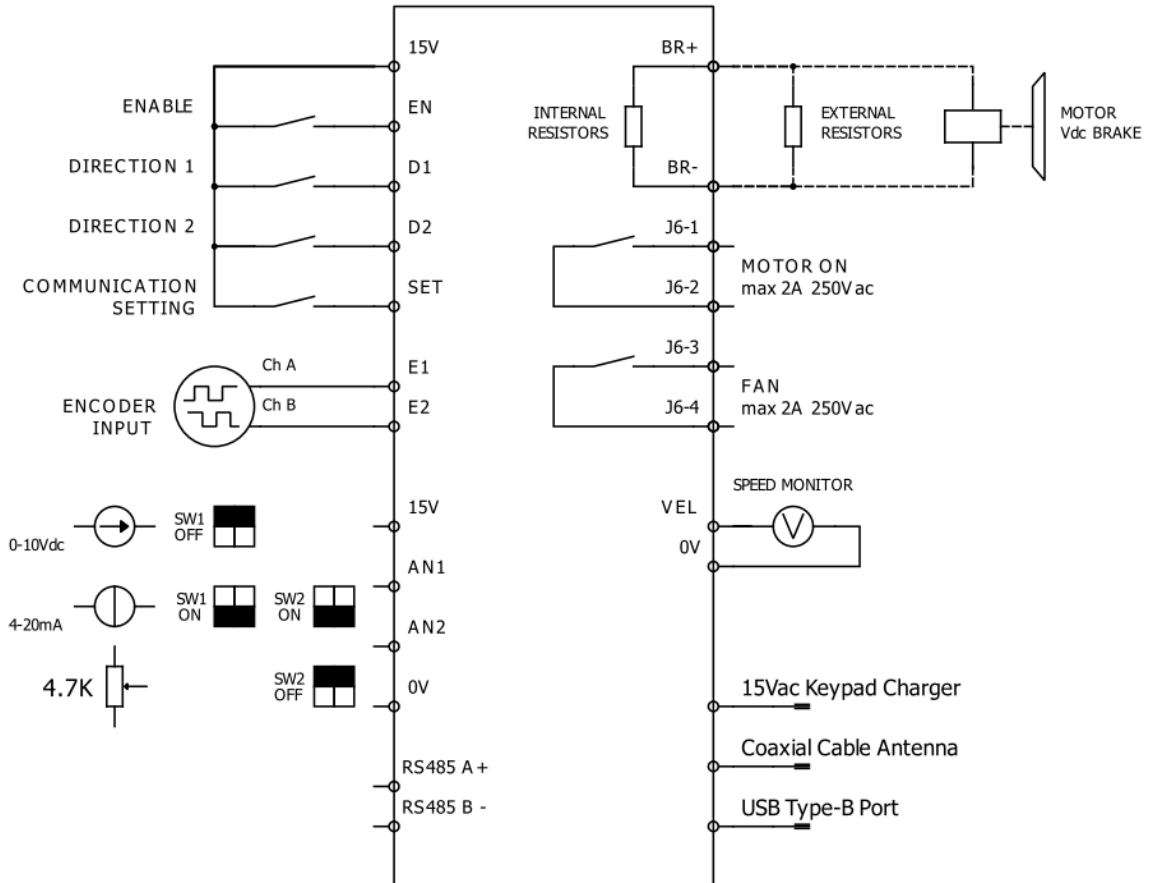 15V
ENABLE
EN
DIRECTION 1
D1
DIRECTION 2
D2
COMMUNICATION
SETTING
SET
Ch A
E1
Ch B
E2
ENCODER
INPUT
15V
0-10Vdc
SW1
OFF
AN1
4-20mA
SW1
ON
SW2
ON
AN2
4.7K
SW2
OFF
0V
RS485 A+
RS485 B -
BR+
INTERNAL
RESISTORS
EXTERNAL
RESISTORS
MOTOR
Vdc BRAKE
BR-
J6-1
MOTOR ON
max 2A 250Vac
J6-2
J6-3
FAN
max 2A 250Vac
J6-4
SPEED MONITOR
VEL
V
0V
15Vac Keypad Charger
Coaxial Cable Antenna
USB Type-B Port